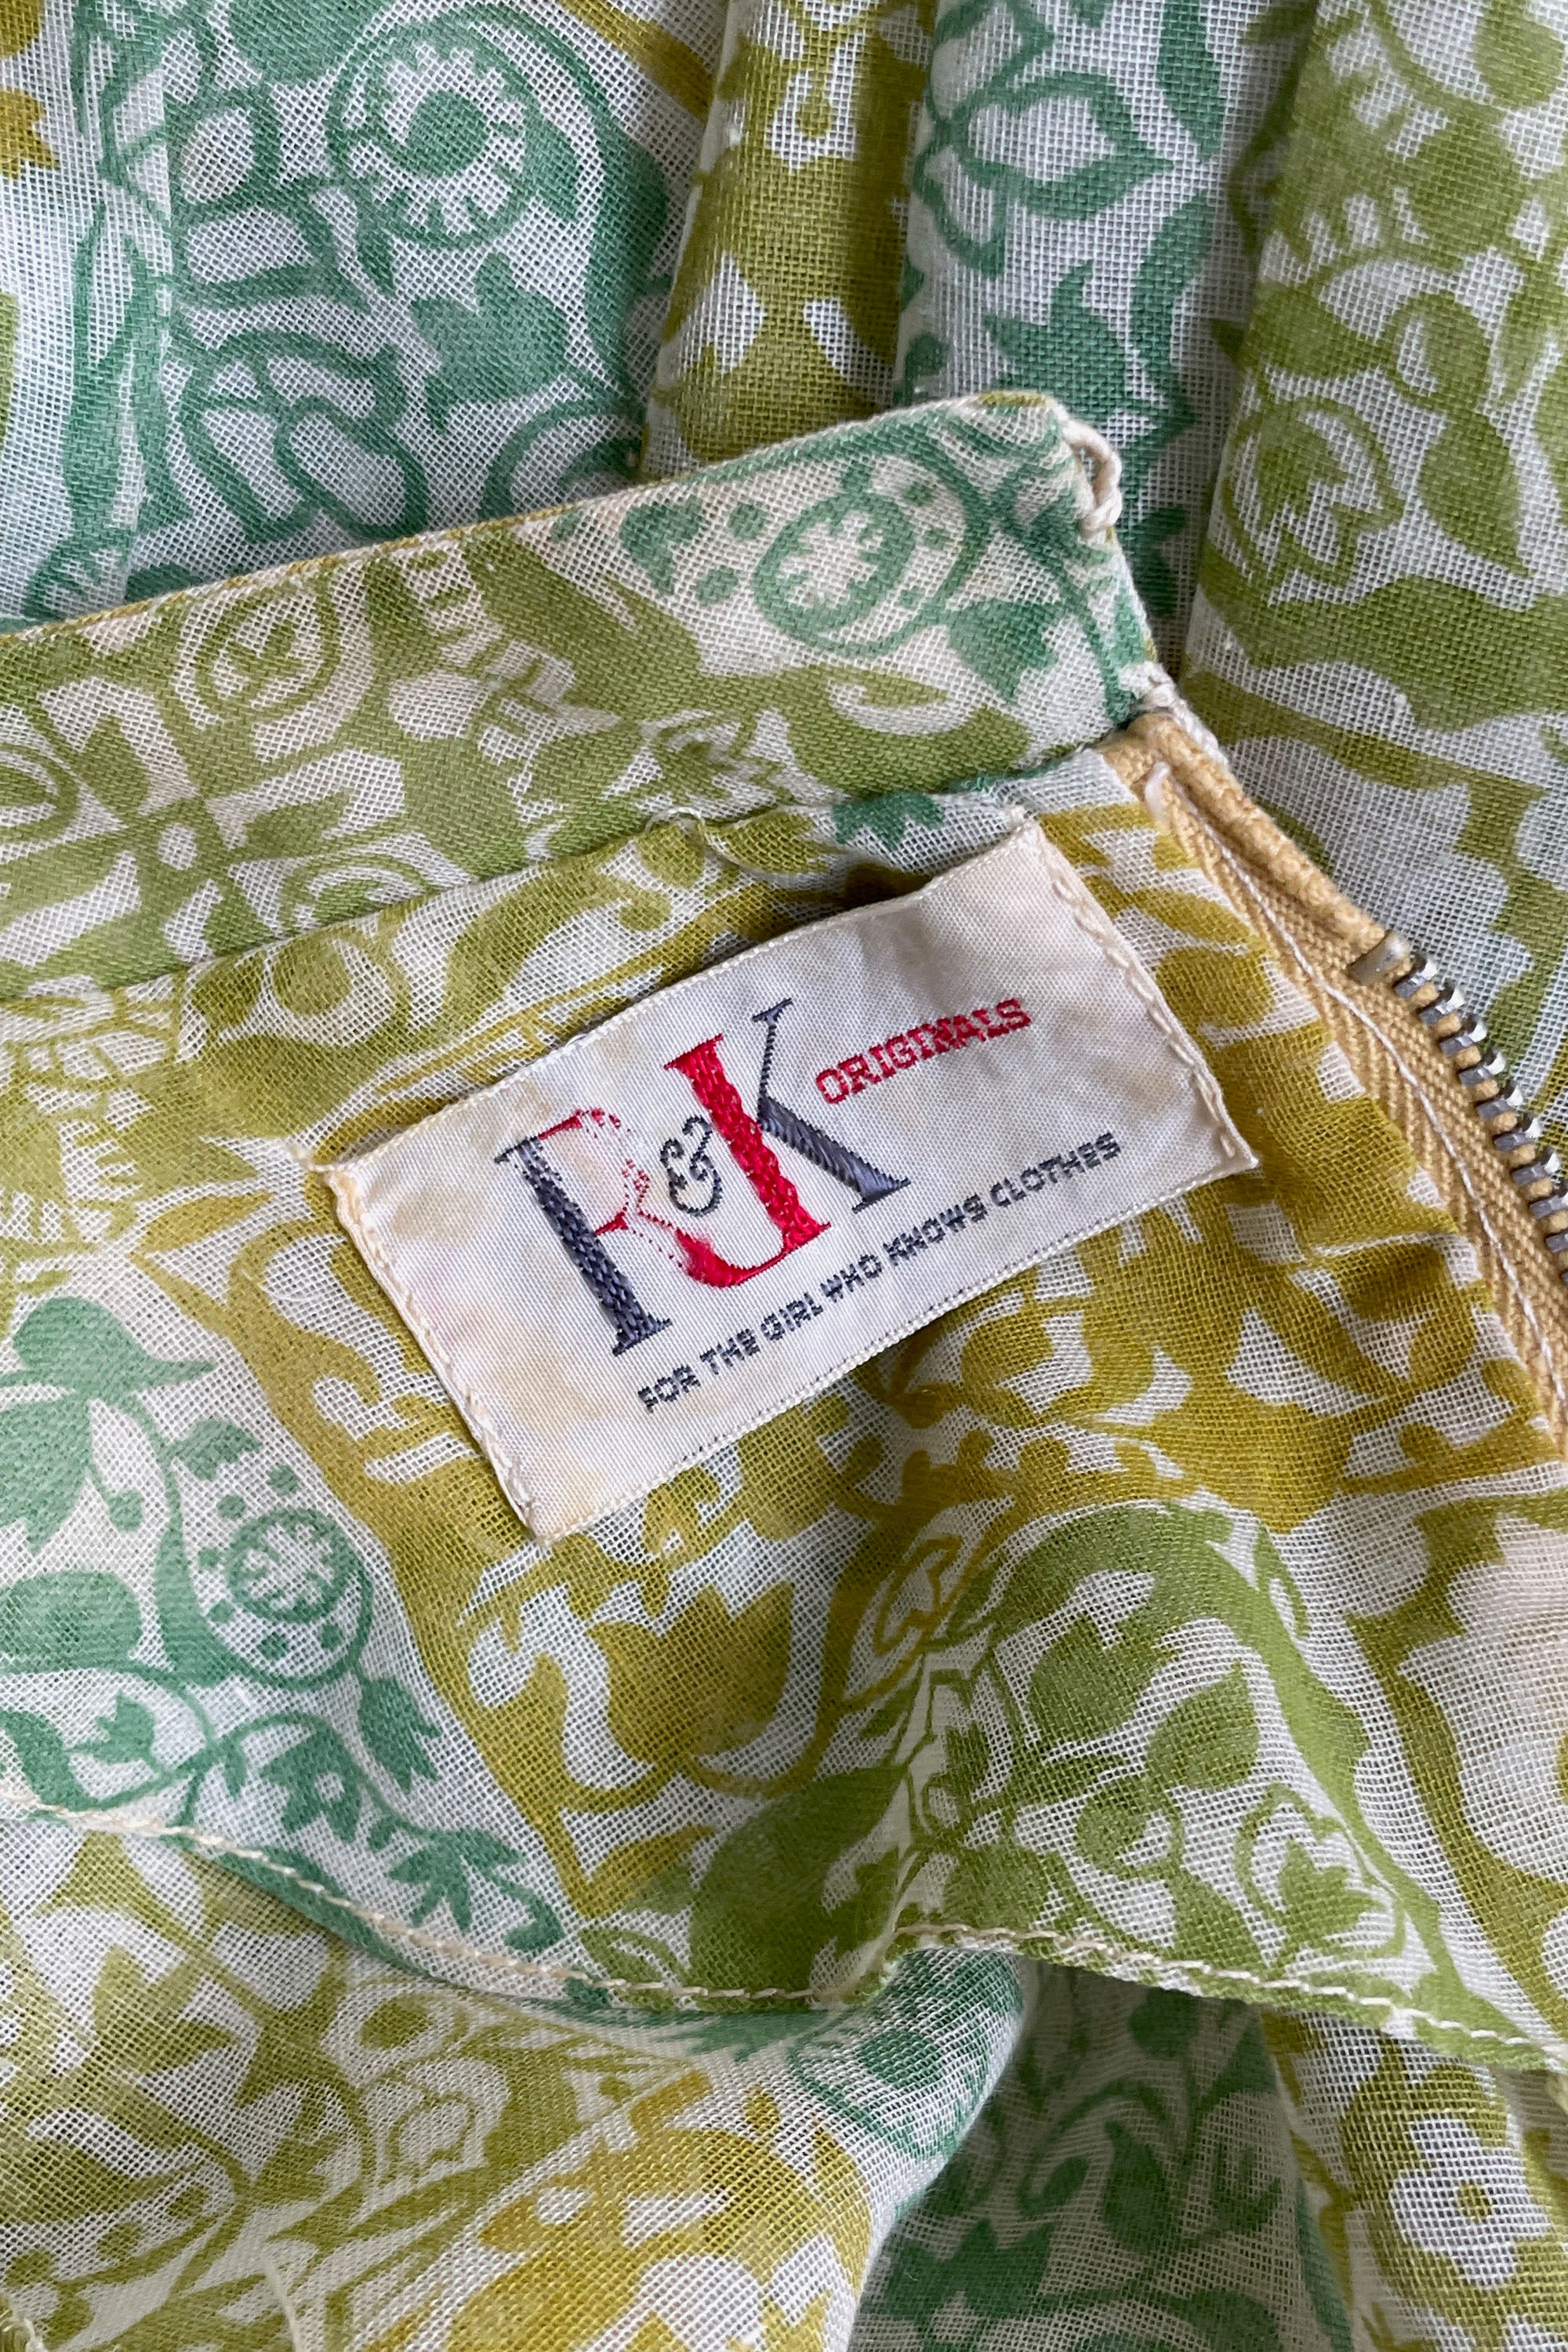 R&K ORIGINALS
FOR THE GIRL WHO KNOWS CLOTHES